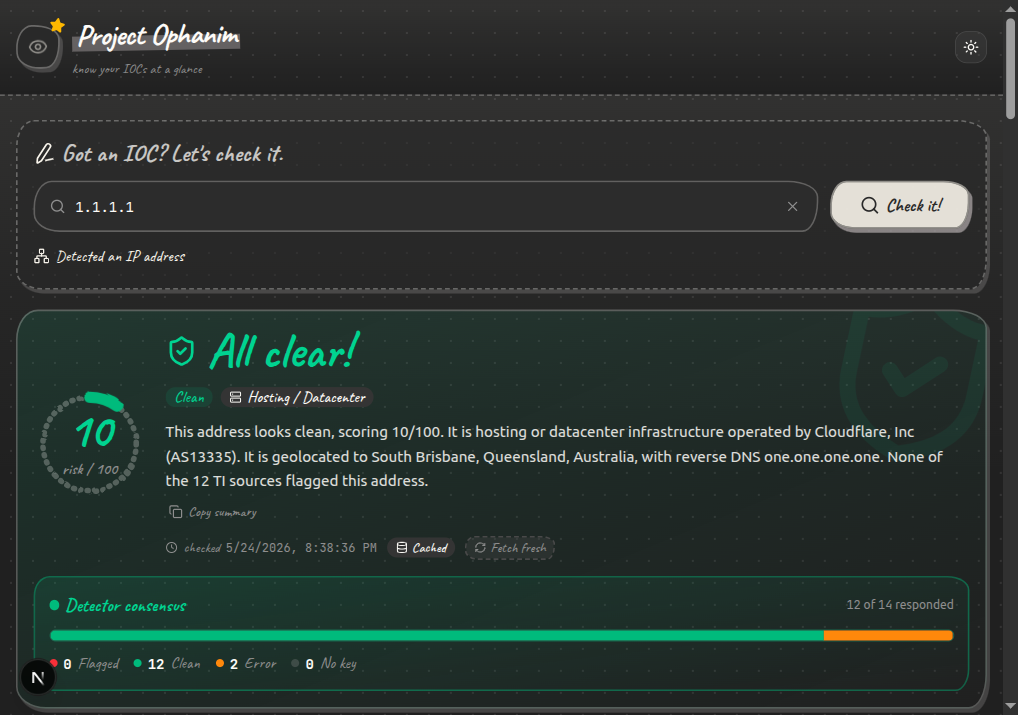 Project Ophanim
know your IOCs at a glance
Got an IOC? Let's check it.
1.1.1.1
Check it!
Detected an IP address
All clear!
Clean
Hosting / Datacenter
10
risk / 100
This address looks clean, scoring 10/100. It is hosting or datacenter infrastructure operated by Cloudflare, Inc
(AS13335). It is geolocated to South Brisbane, Queensland, Australia, with reverse DNS one.one.one.one. None of
the 12 TI sources flagged this address.
Copy summary
checked 5/24/2026, 8:38:36 PM
Cached
Fetch fresh
Detector consensus
12 of 14 responded
0 Flagged
12 Clean
2 Error
0 No key
N